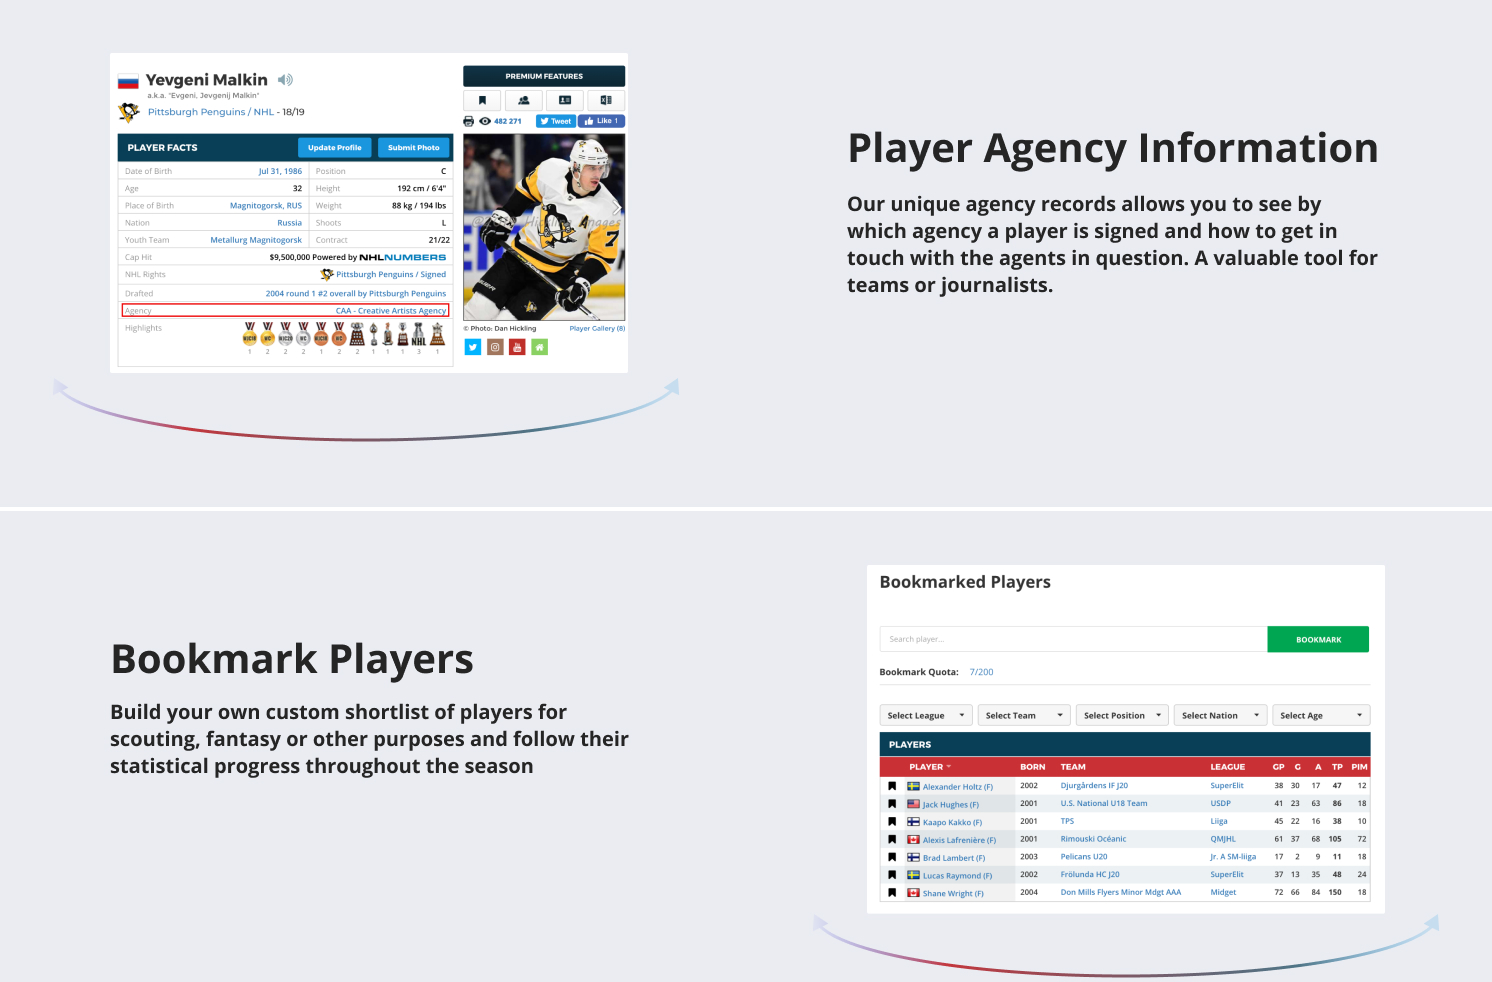 Yevgeni Malkin
a.k.a. "Evgeni, Jevgenij Malkin"
Pittsburgh Penguins / NHL - 18/19
PREMIUM FEATURES
482 271
Tweet
Like 1
PLAYER FACTS
Update Profile
Submit Photo
Date of Birth Jul 31, 1986 Position C
Age 32 Height 192 cm / 6'4"
Place of Birth Magnitogorsk, RUS Weight 88 kg / 194 lbs
Nation Russia Shoots L
Youth Team Metallurg Magnitogorsk Contract 21/22
Cap Hit $9,500,000 Powered by NHLNUMBERS
NHL Rights Pittsburgh Penguins / Signed
Drafted 2004 round 1 #2 overall by Pittsburgh Penguins
Agency CAA - Creative Artists Agency
Highlights
1 2 2 2 1 2 2 1 1 1 3 1
© Photo: Dan Hickling Player Gallery (8)
Player Agency Information
Our unique agency records allows you to see by
which agency a player is signed and how to get in
touch with the agents in question. A valuable tool for
teams or journalists.
Bookmark Players
Build your own custom shortlist of players for
scouting, fantasy or other purposes and follow their
statistical progress throughout the season
Bookmarked Players
Search player...
BOOKMARK
Bookmark Quota: 7/200
Select League Select Team Select Position Select Nation Select Age
PLAYERS
PLAYER BORN TEAM LEAGUE GP G A TP PIM
Alexander Holtz (F) 2002 Djurgårdens IF J20 SuperElit 38 30 17 47 12
Jack Hughes (F) 2001 U.S. National U18 Team USDP 41 23 63 86 18
Kaapo Kakko (F) 2001 TPS Liiga 45 22 16 38 10
Alexis Lafrenière (F) 2001 Rimouski Océanic QMJHL 61 37 68 105 72
Brad Lambert (F) 2003 Pelicans U20 Jr. A SM-liiga 17 2 9 11 18
Lucas Raymond (F) 2002 Frölunda HC J20 SuperElit 37 13 35 48 24
Shane Wright (F) 2004 Don Mills Flyers Minor Mdgt AAA Midget 72 66 84 150 18